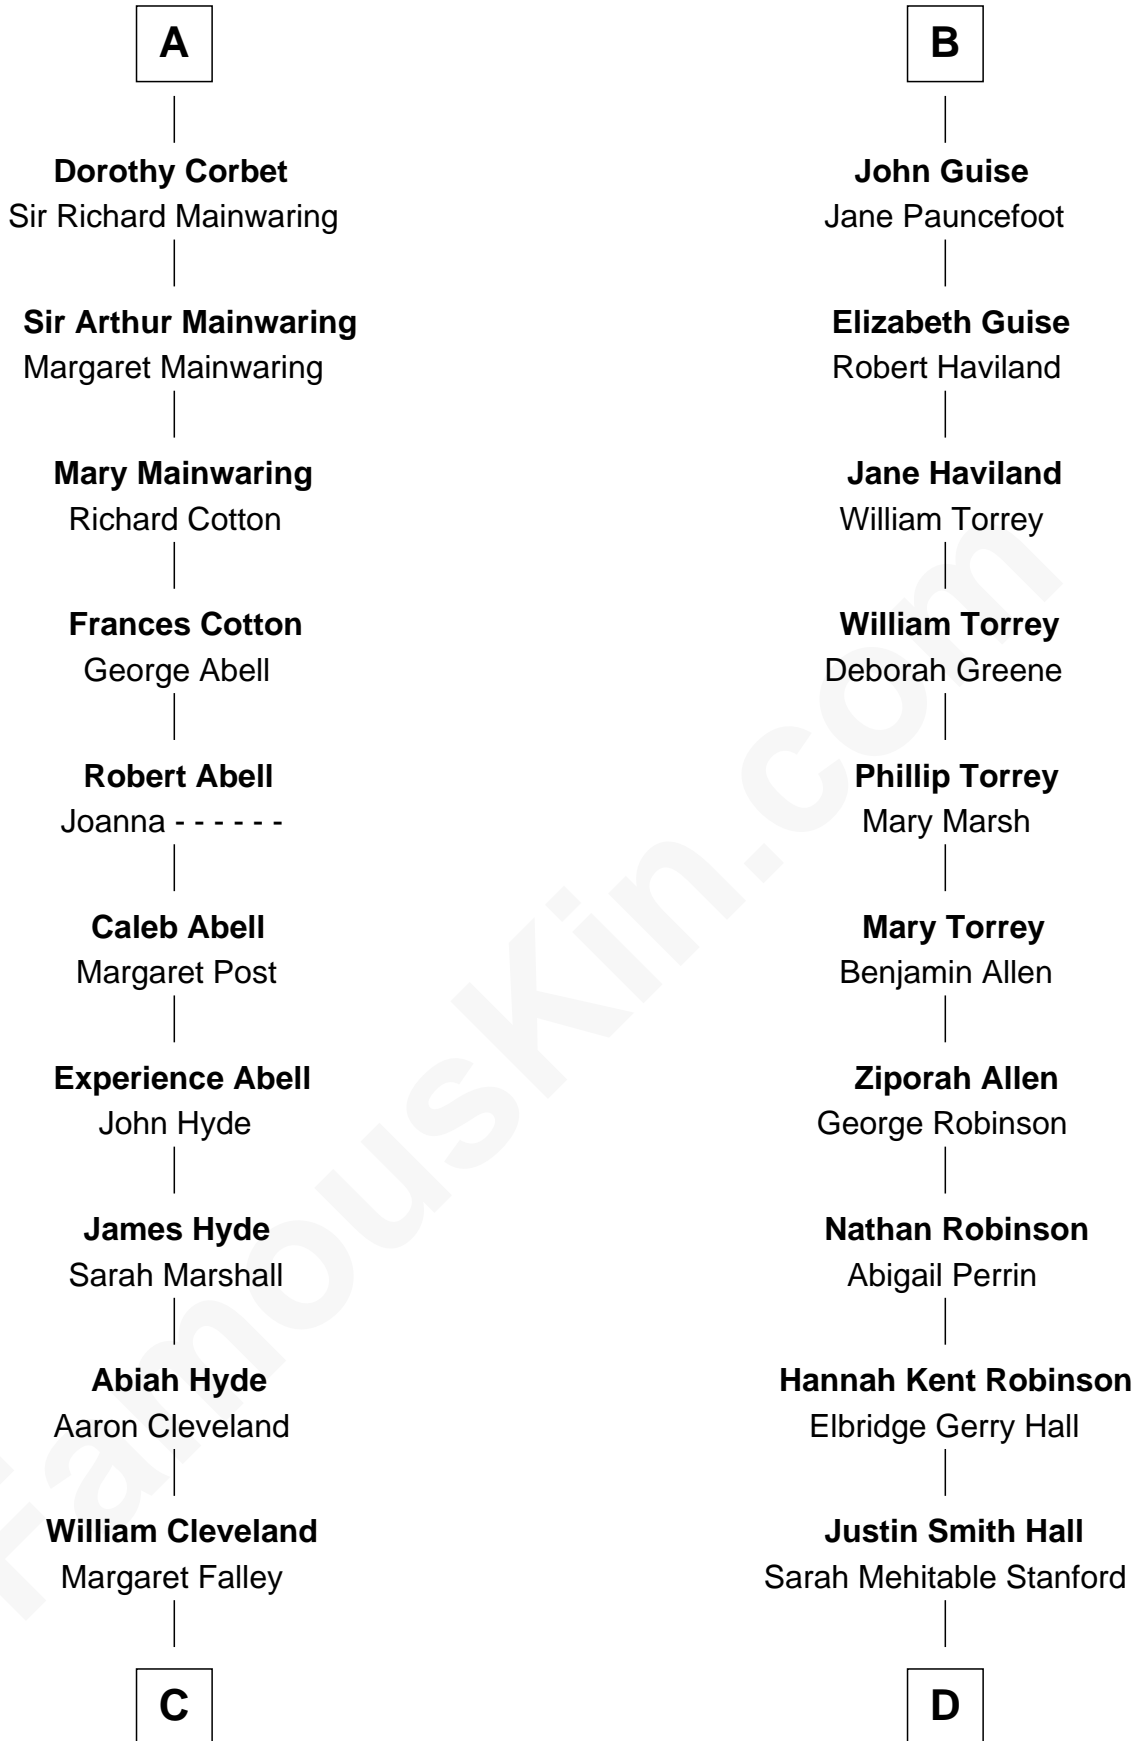 A
Dorothy Corbet
Sir Richard Mainwaring
Sir Arthur Mainwaring
Margaret Mainwaring
Mary Mainwaring
Richard Cotton
Frances Cotton
George Abell
Robert Abell
Joanna - - - - - -
Caleb Abell
Margaret Post
Experience Abell
John Hyde
James Hyde
Sarah Marshall
Abiah Hyde
Aaron Cleveland
William Cleveland
Margaret Falley
C
B
John Guise
Jane Pauncefoot
Elizabeth Guise
Robert Haviland
Jane Haviland
William Torrey
William Torrey
Deborah Greene
Phillip Torrey
Mary Marsh
Mary Torrey
Benjamin Allen
Ziporah Allen
George Robinson
Nathan Robinson
Abigail Perrin
Hannah Kent Robinson
Elbridge Gerry Hall
Justin Smith Hall
Sarah Mehitable Stanford
D
FamousKin.com